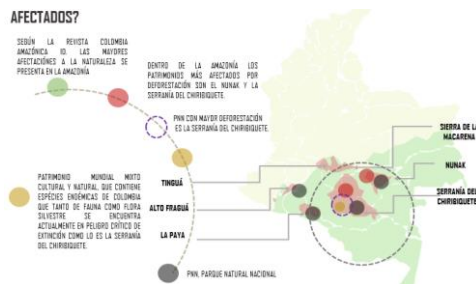 AFECTADOS?
SEGÚN LA REVISTA COLOMBIA
AMAZÓNICA 10. LAS MAYORES
AFECTACIÓNES A LA NATURALEZA SE
PRESENTA EN LA AMAZONÍA
DENTRO DE LA AMAZONÍA LOS
PATRIMONIOS MÁS AFECTADOS POR
DEFORESTACIÓN SON EL NUNAK Y LA
SERRANÍA DEL CHIRIBIQUETE.
PNN CON MAYOR DEFORESTACIÓN
ES LA SERRANÍA DEL CHIRIBIQUETE.
PATRIMONIO MUNDIAL MIXTO
CULTURAL Y NATURAL, QUE CONTIENE
ESPÉCIES ENDÉMICAS DE COLOMBIA
QUE TANTO DE FAUNA COMO FLORA
SILVESTRE SE ENCUENTRA
ACTUALMENTE EN PELIGRO CRÍTICO DE
EXTINCIÓN COMO LO ES LA SERRANÍA
DEL CHIRIBIQUETE.
TINGUÁ
ALTO FRAGUÁ
LA PAYA
PNN, PARQUE NATURAL NACIONAL
SIERRA DE LA
MACARENA
NUNAK
SERRANÍA DEL
CHIRIBIQUETE